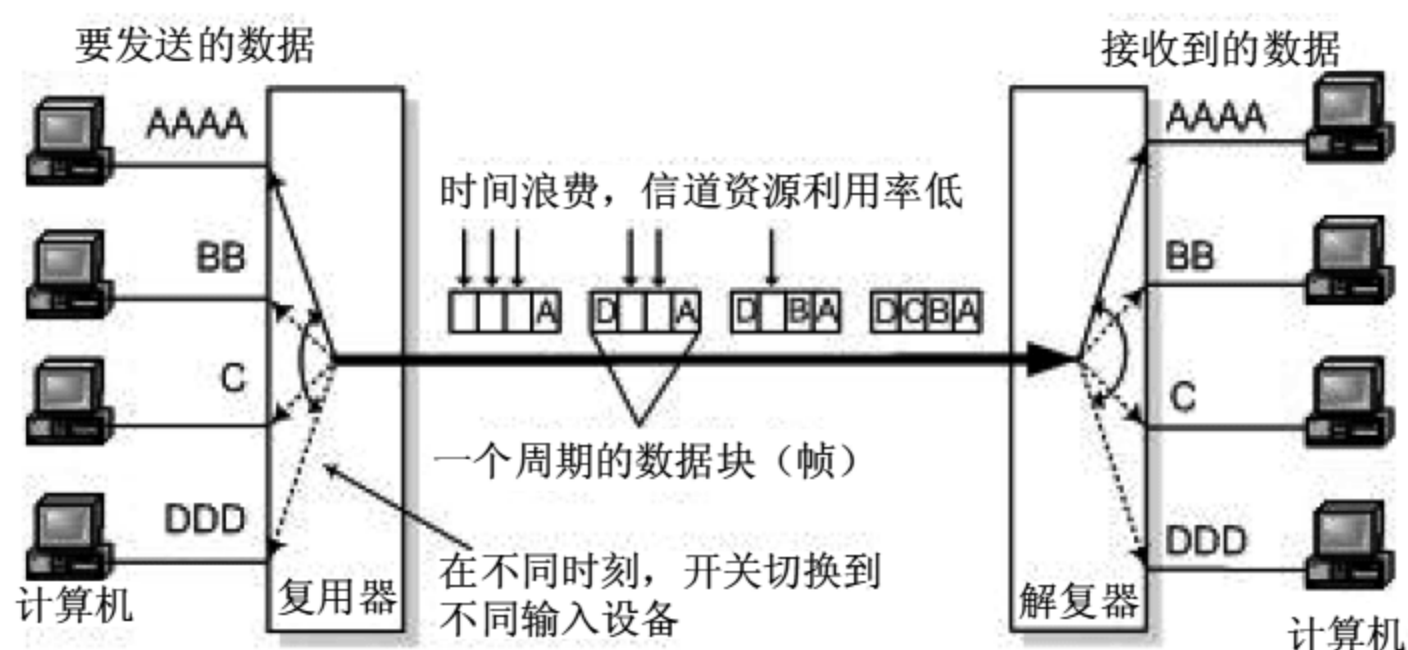 要发送的数据
接收到的数据
AAAA
AAAA
时间浪费，信道资源利用率低
BB
BB
A
D A
D B A
D C B A
C
C
一个周期的数据块（帧）
DDD
DDD
在不同时刻，开关切换到
不同输入设备
计算机
复用器
解复器
计算机